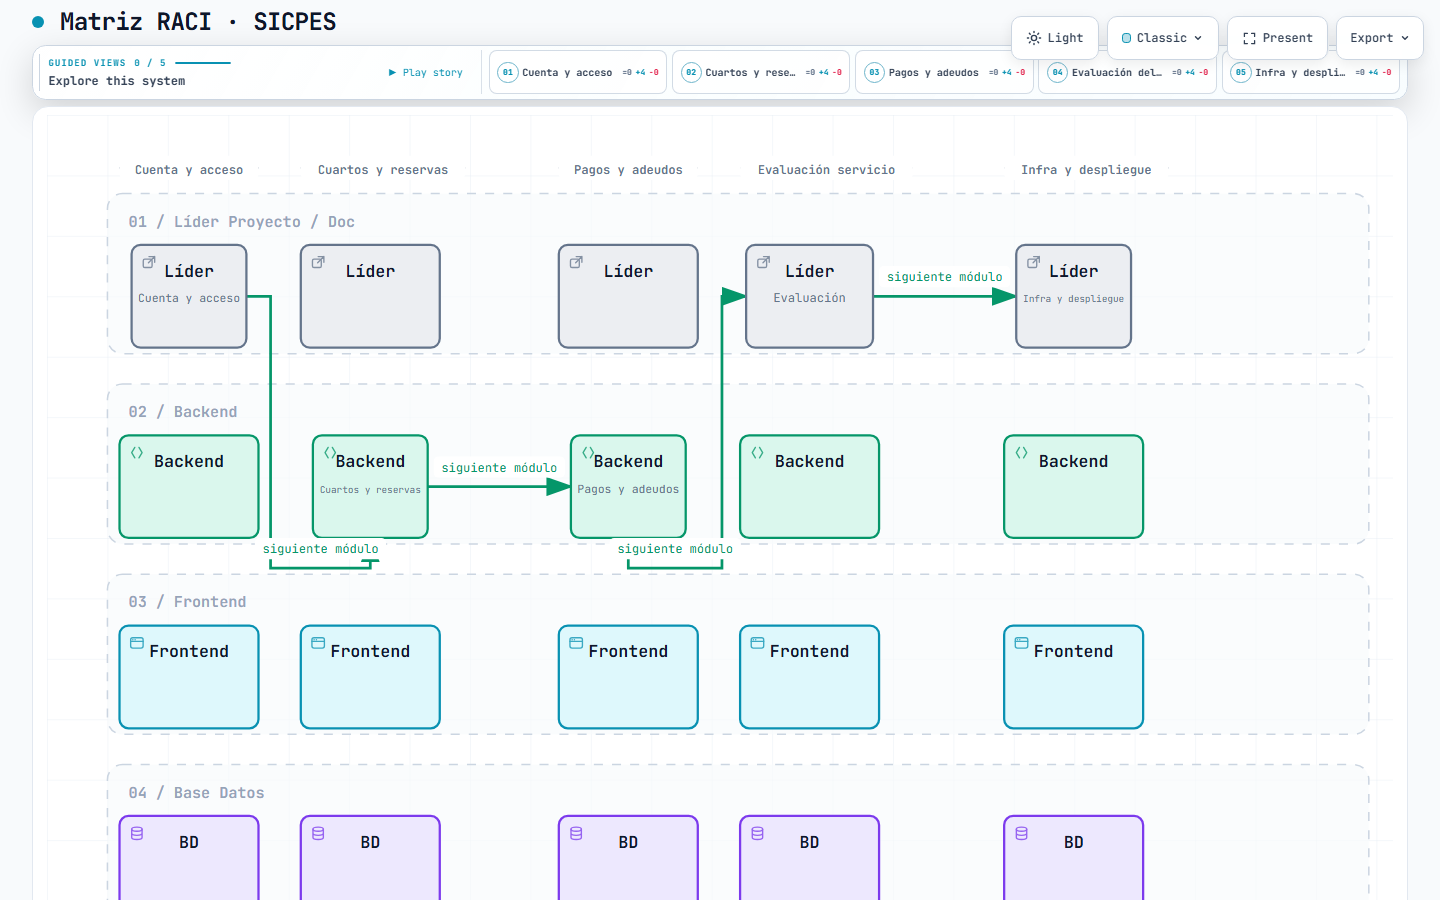 Matriz RACI · SICPES
Light
Classic
Present
Export
GUIDED VIEWS 0 / 5
Explore this system
Play story
01 Cuenta y acceso =0 +4 -0
02 Cuartos y rese… =0 +4 -0
03 Pagos y adeudos =0 +4 -0
04 Evaluación del… =0 +4 -0
05 Infra y despli… =0 +4 -0
Cuenta y acceso
Cuartos y reservas
Pagos y adeudos
Evaluación servicio
Infra y despliegue
01 / Líder Proyecto / Doc
Líder
Cuenta y acceso
Líder
Líder
Líder
Evaluación
siguiente módulo
Líder
Infra y despliegue
02 / Backend
Backend
Backend
Cuartos y reservas
siguiente módulo
Backend
Pagos y adeudos
Backend
Backend
siguiente módulo
siguiente módulo
03 / Frontend
Frontend
Frontend
Frontend
Frontend
Frontend
04 / Base Datos
BD
BD
BD
BD
BD